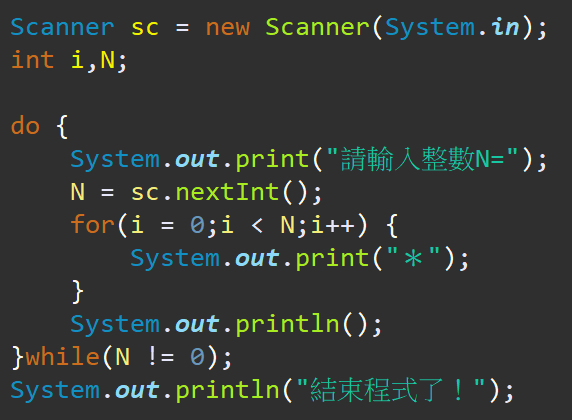 Scanner sc = new Scanner(System.in);
int i,N;

do {
    System.out.print("請輸入整數N=");
    N = sc.nextInt();
    for(i = 0;i < N;i++) {
        System.out.print("＊");
    }
    System.out.println();
}while(N != 0);
System.out.println("結束程式了！");